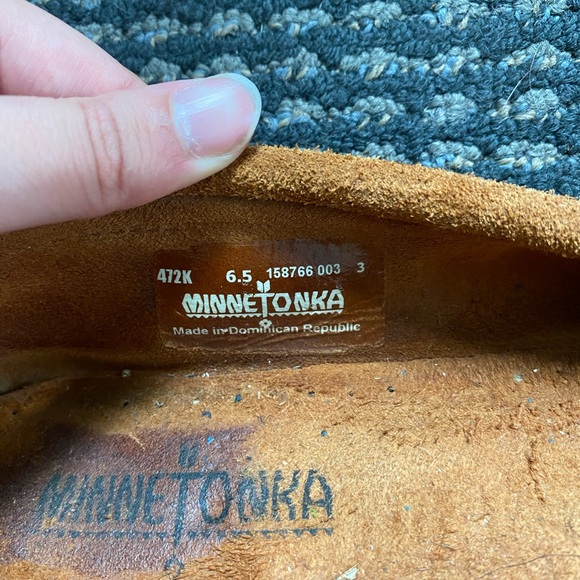 472K 6.5 158766 003 3
MINNETONKA
Made in Dominican Republic
MINNETONKA